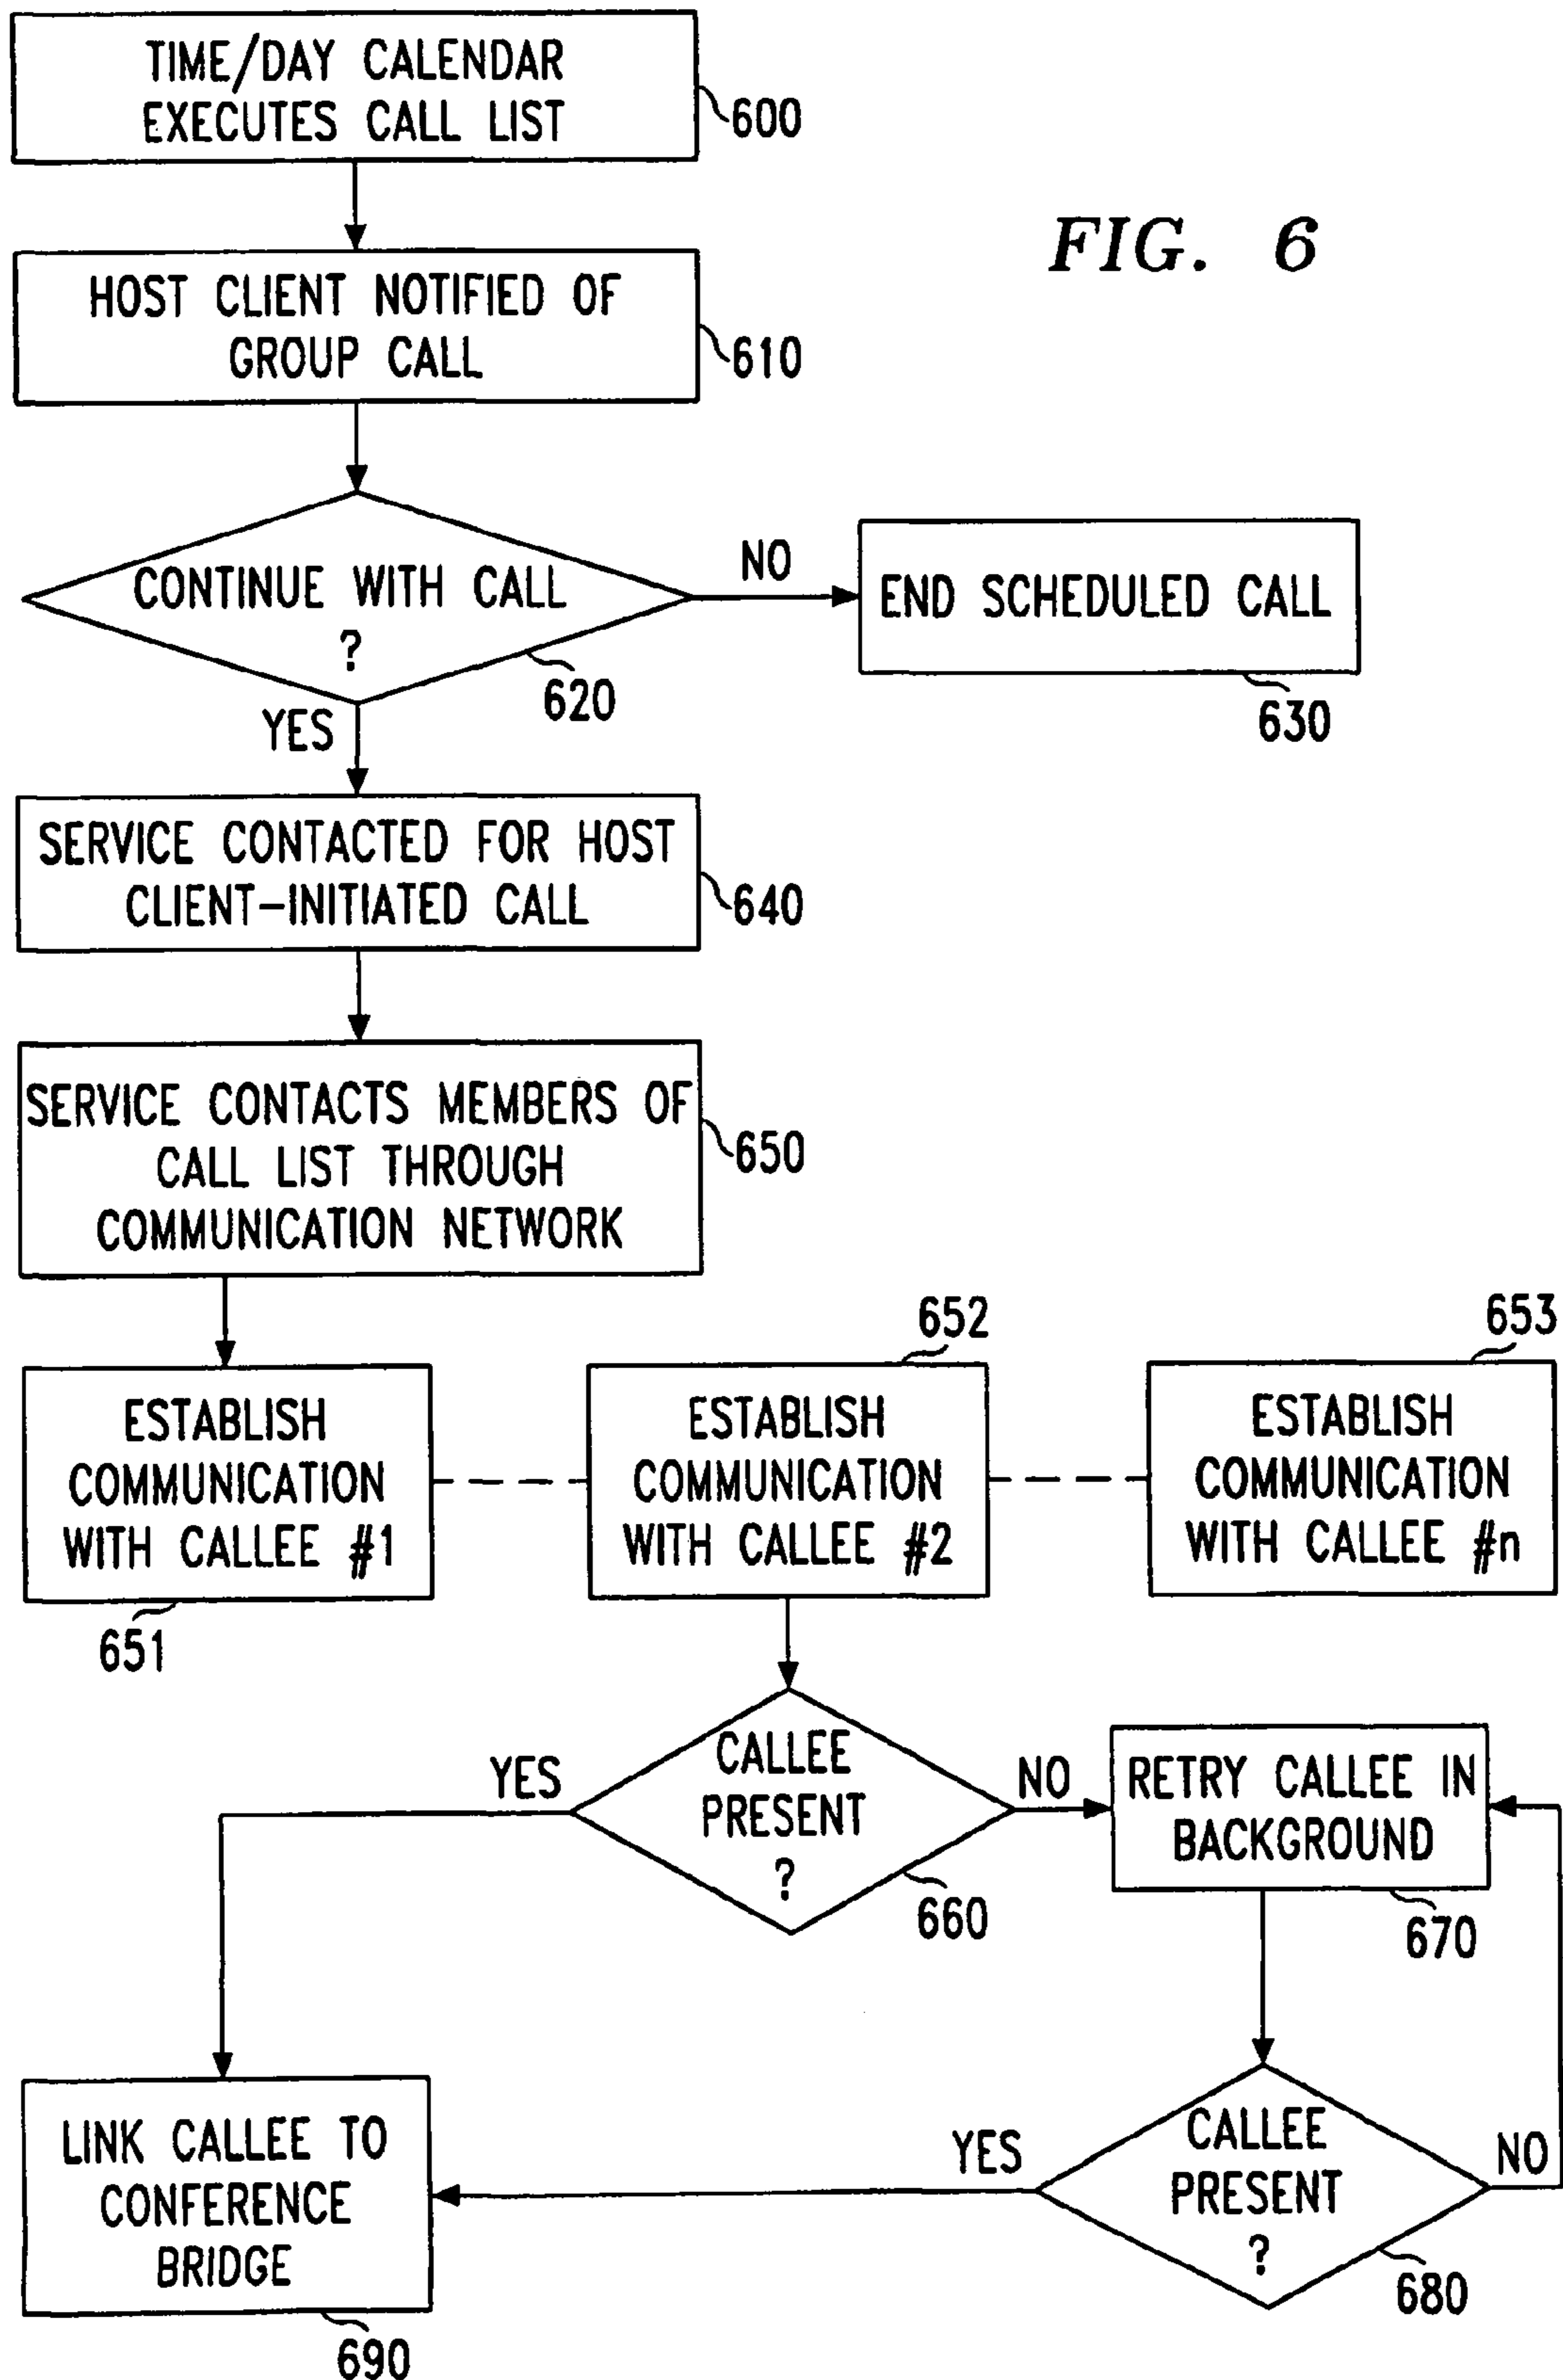 TIME/DAY CALENDAR
EXECUTES CALL LIST
600
FIG. 6
HOST CLIENT NOTIFIED OF
GROUP CALL
610
CONTINUE WITH CALL
?
620
NO
END SCHEDULED CALL
630
YES
SERVICE CONTACTED FOR HOST
CLIENT-INITIATED CALL
640
SERVICE CONTACTS MEMBERS OF
CALL LIST THROUGH
COMMUNICATION NETWORK
650
ESTABLISH
COMMUNICATION
WITH CALLEE #1
651
652
ESTABLISH
COMMUNICATION
WITH CALLEE #2
653
ESTABLISH
COMMUNICATION
WITH CALLEE #n
YES
CALLEE
PRESENT
?
660
NO
RETRY CALLEE IN
BACKGROUND
670
LINK CALLEE TO
CONFERENCE
BRIDGE
690
YES
CALLEE
PRESENT
?
680
NO